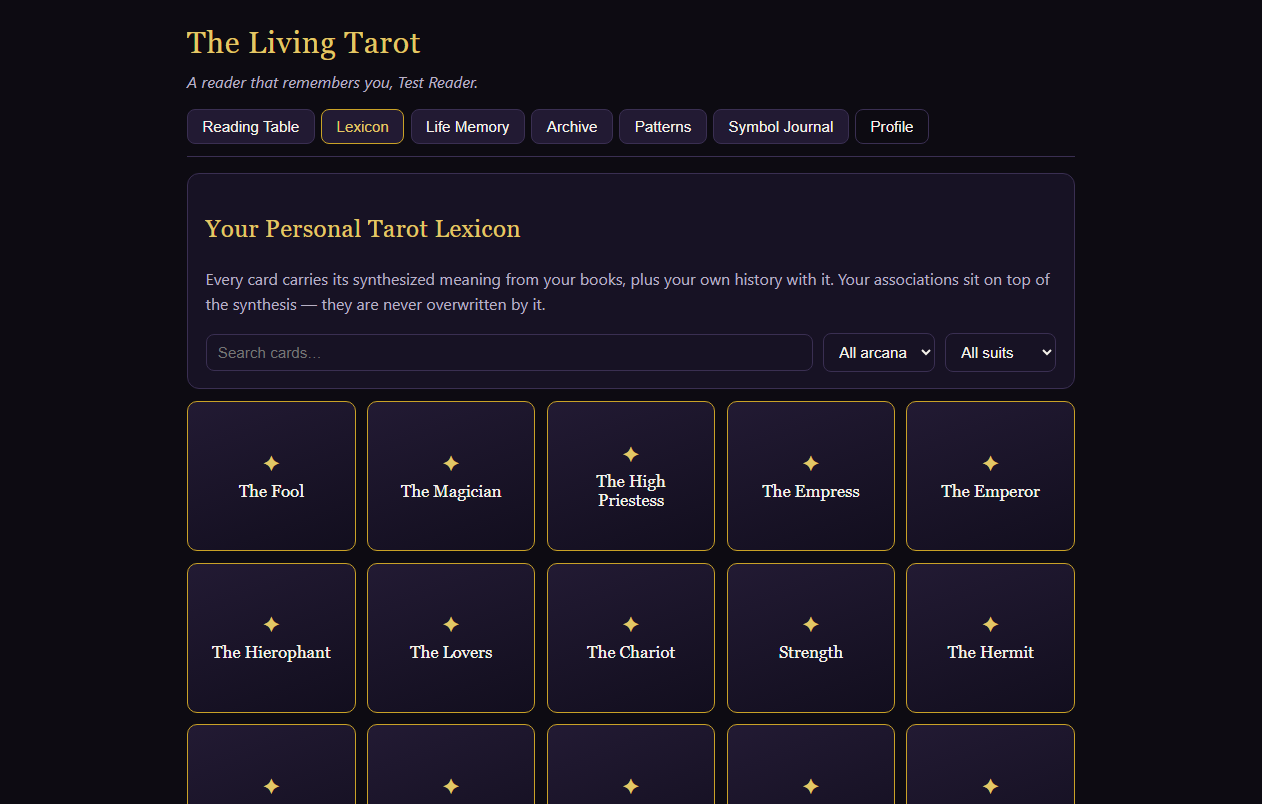 The Living Tarot
A reader that remembers you, Test Reader.
Reading Table
Lexicon
Life Memory
Archive
Patterns
Symbol Journal
Profile
Your Personal Tarot Lexicon
Every card carries its synthesized meaning from your books, plus your own history with it. Your associations sit on top of
the synthesis — they are never overwritten by it.
Search cards...
All arcana
All suits
The Fool
The Magician
The High
Priestess
The Empress
The Emperor
The Hierophant
The Lovers
The Chariot
Strength
The Hermit